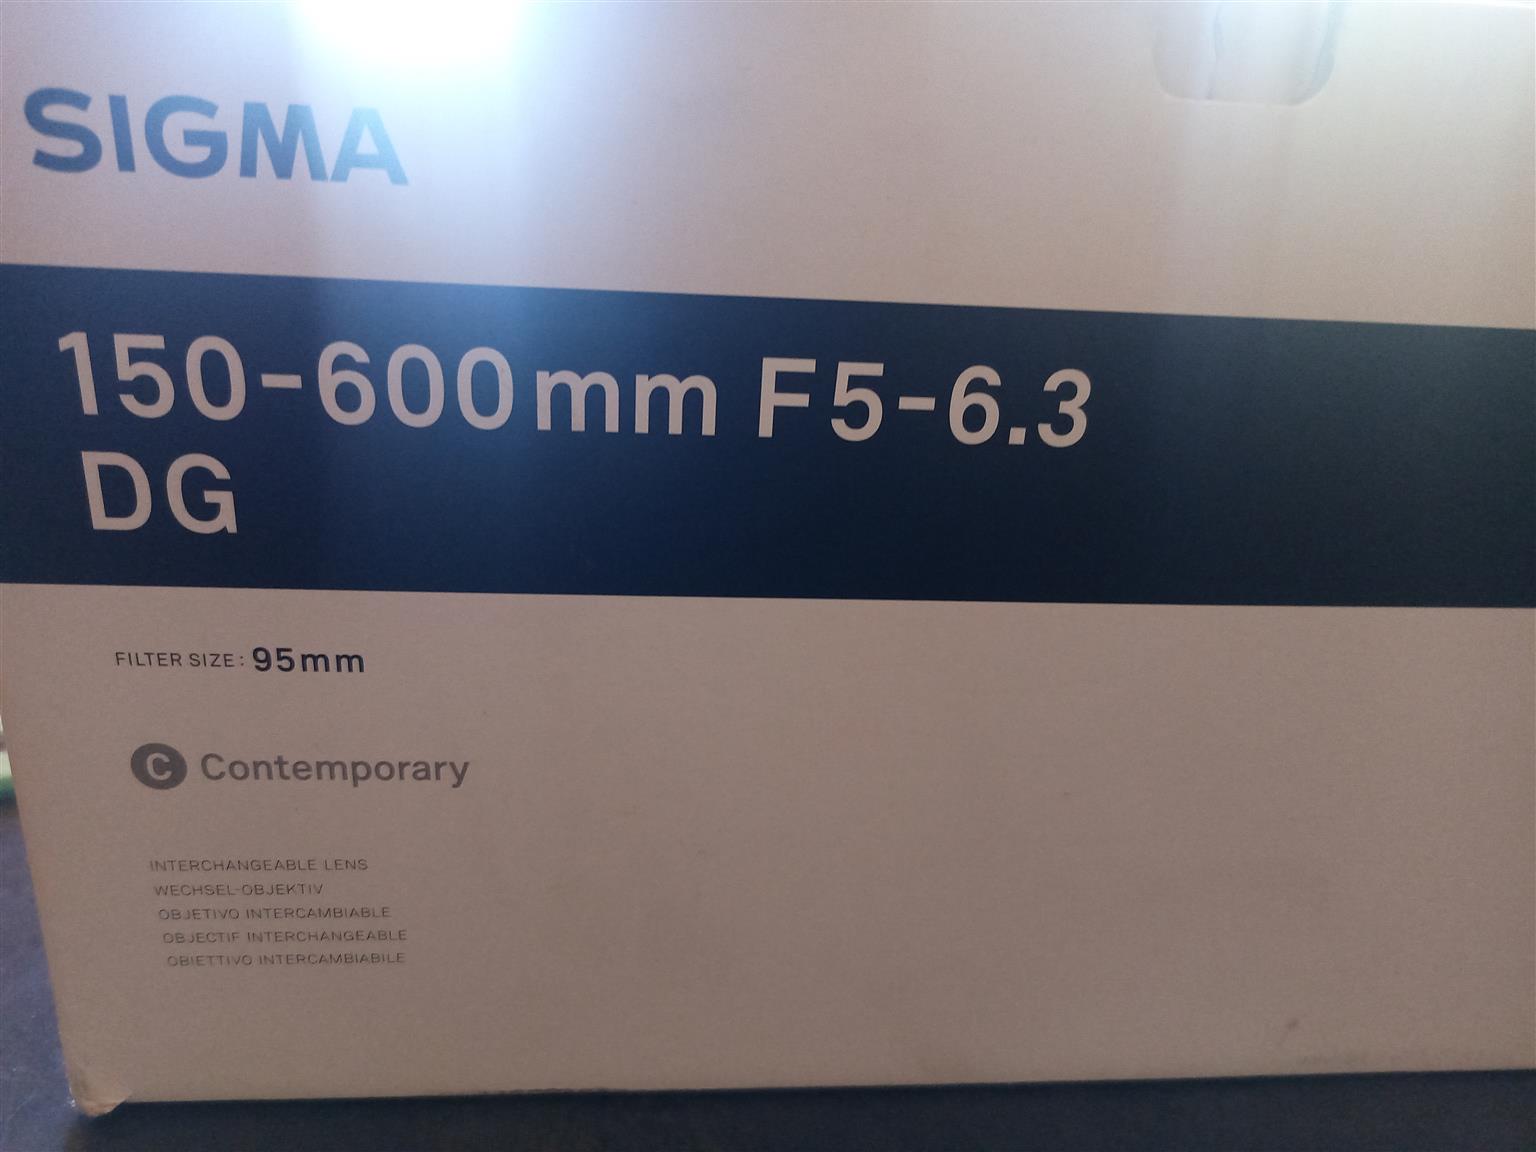 SIGMA
150-600mm F5-6.3
DG
FILTER SIZE: 95mm
C Contemporary
INTERCHANGEABLE LENS
WECHSEL-OBJEKTIV
OBJETIVO INTERCAMBIABLE
OBJECTIF INTERCHANGEABLE
OBIETTIVO INTERCAMBIABILE